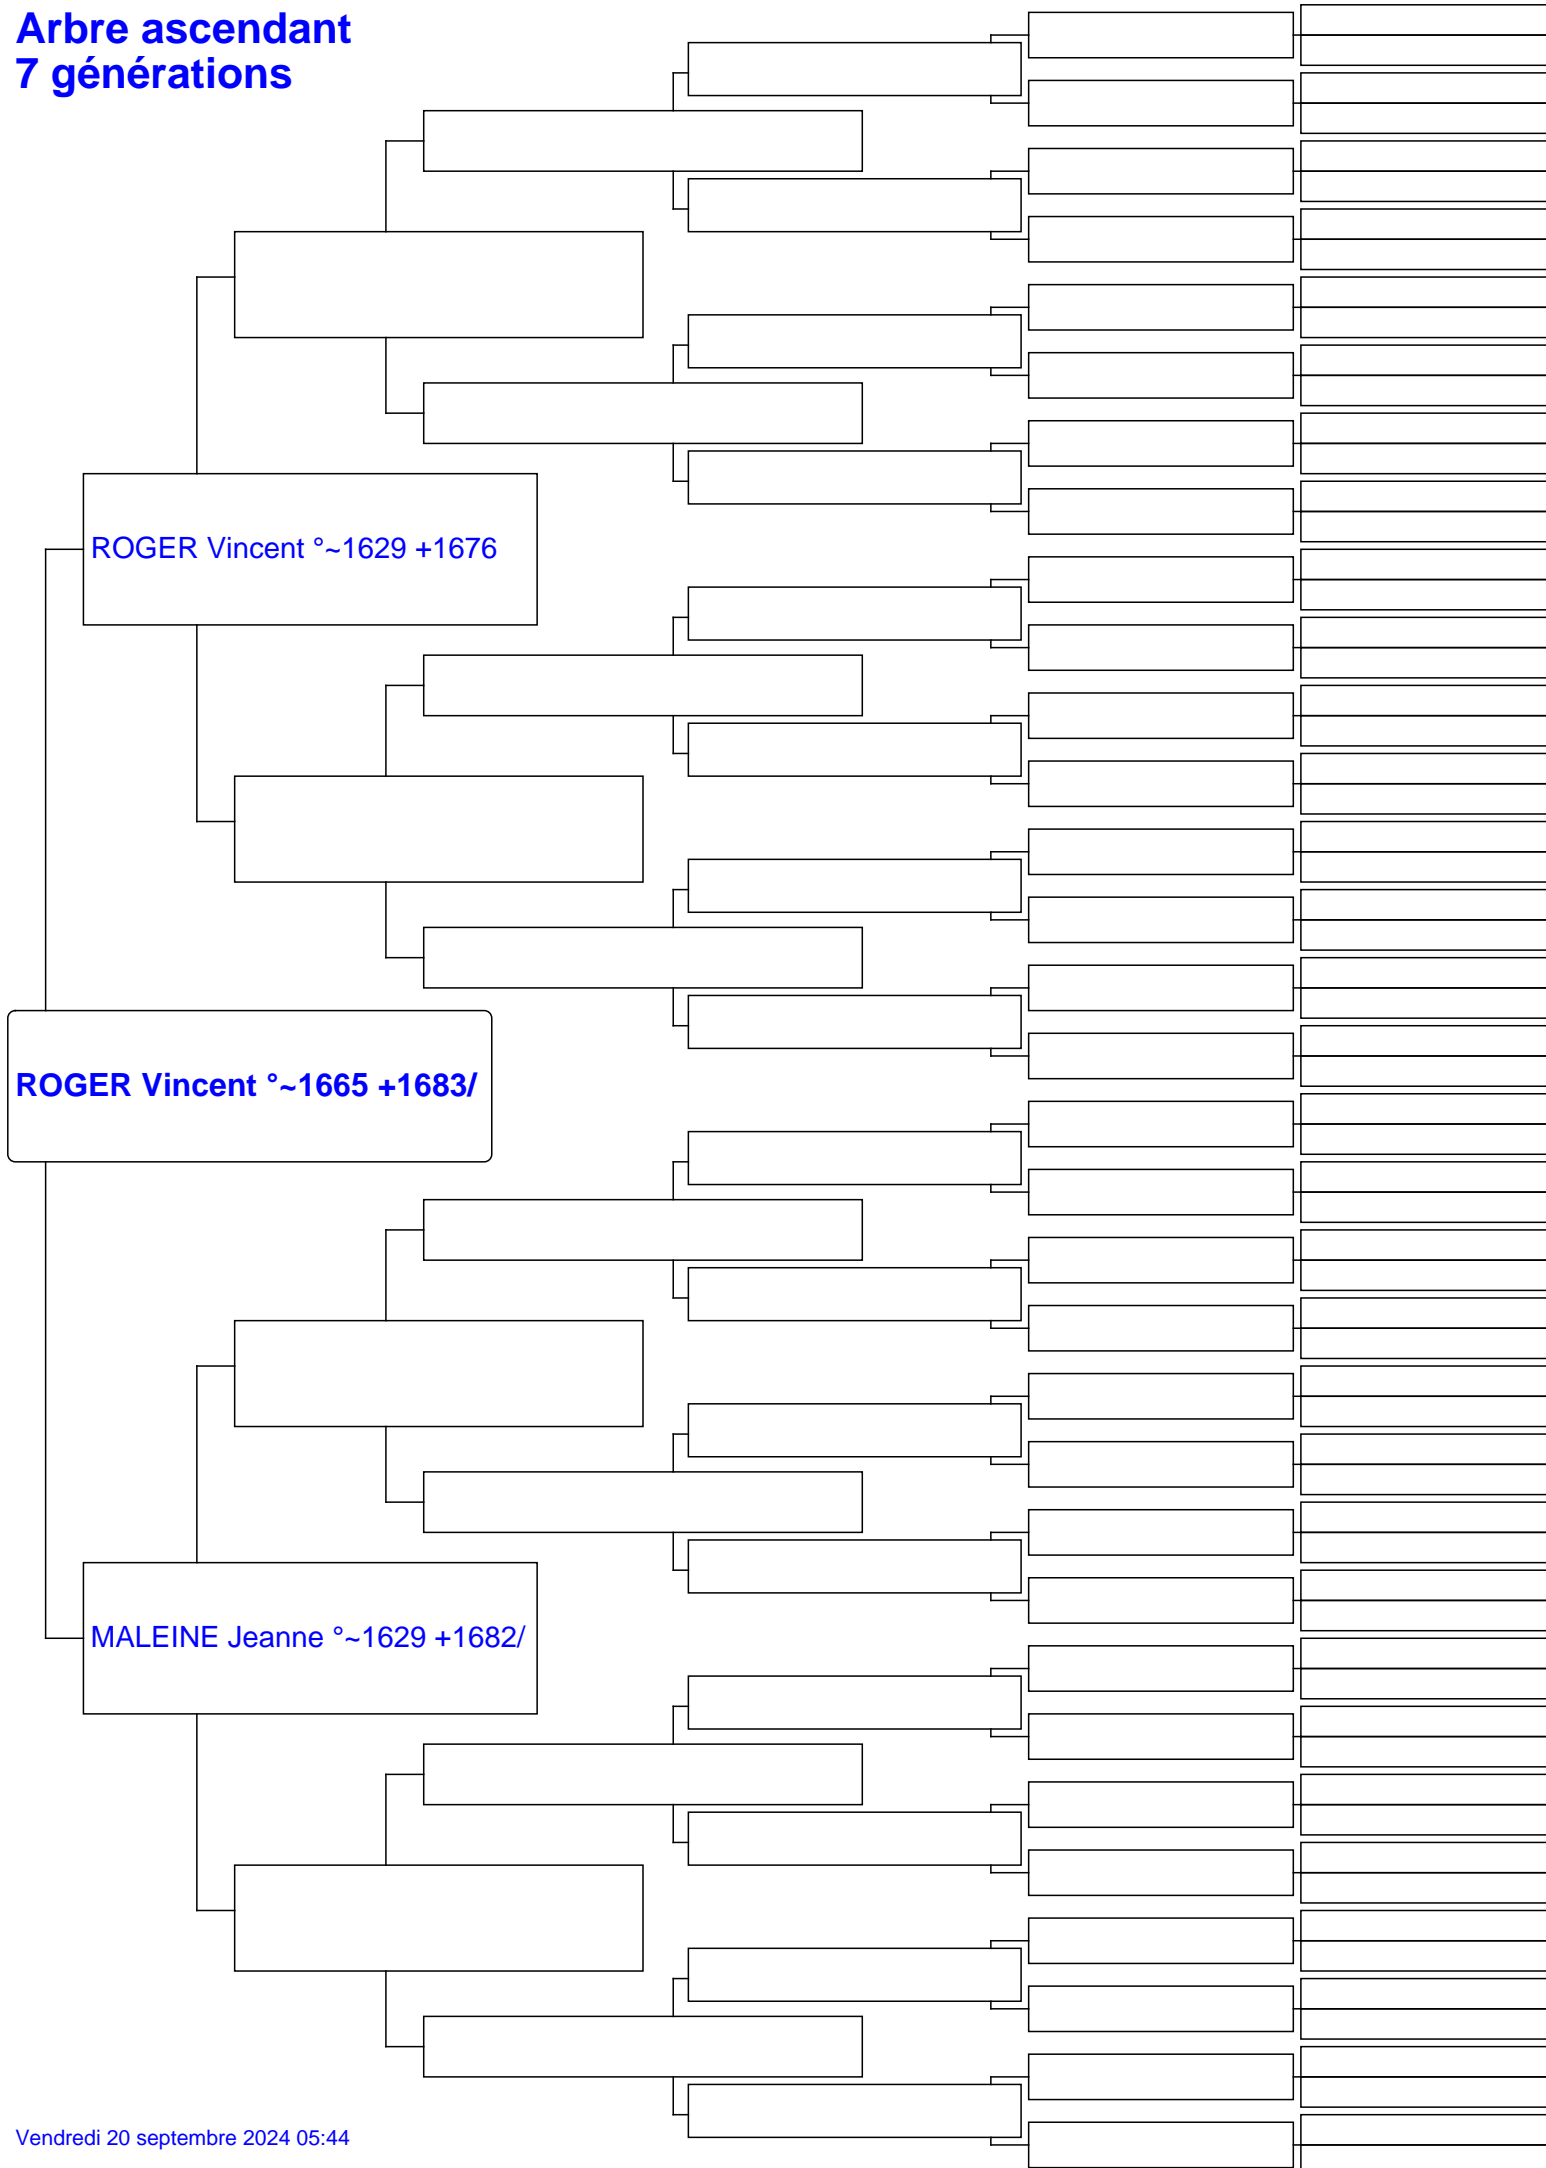 Arbre ascendant
7 générations
ROGER Vincent °~1629 +1676
ROGER Vincent °~1665 +1683/
MALEINE Jeanne °~1629 +1682/
Vendredi 20 septembre 2024 05:44